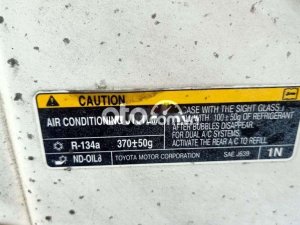 CAUTION
AIR CONDITIONING
R-134a 370±50g
ND-OIL8
TOYOTA MOTOR CORPORATION
CASE WITH THE SIGHT GLASS
WITH 100±50g OF REFRIGERANT
AFTER BUBBLES DISAPPEAR.
FOR DUAL A/C SYSTEMS
AFTER THE REAR A/C TO REFILL
SAE J639
1N